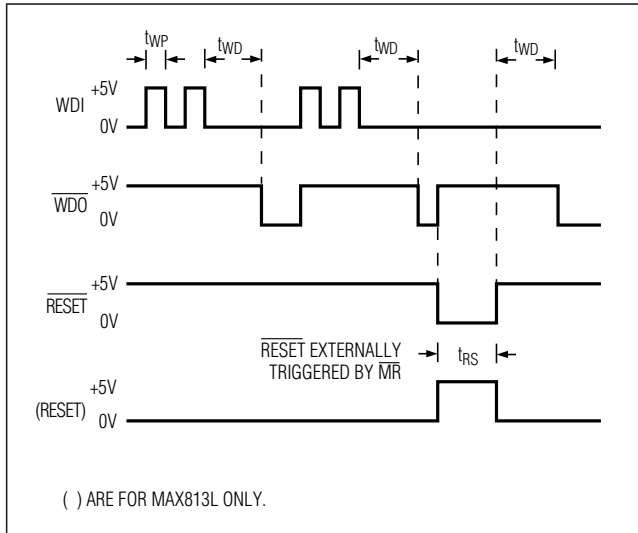 tWP tWD tWD tWD
+5V
WDI
0V
+5V
WDO
0V
+5V
RESET
0V
RESET EXTERNALLY
TRIGGERED BY MR
tRS
+5V
(RESET)
0V
( ) ARE FOR MAX813L ONLY.